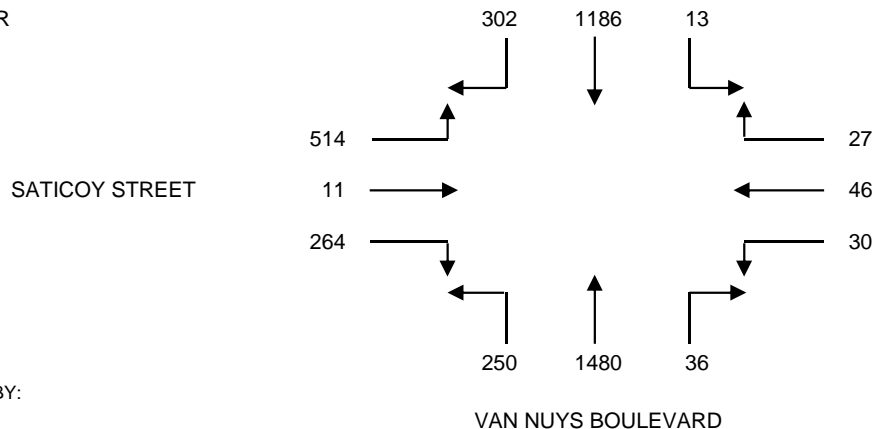 R
302 1186 13
514 27
SATICOY STREET 11 46
264 30
250 1480 36
BY:
VAN NUYS BOULEVARD